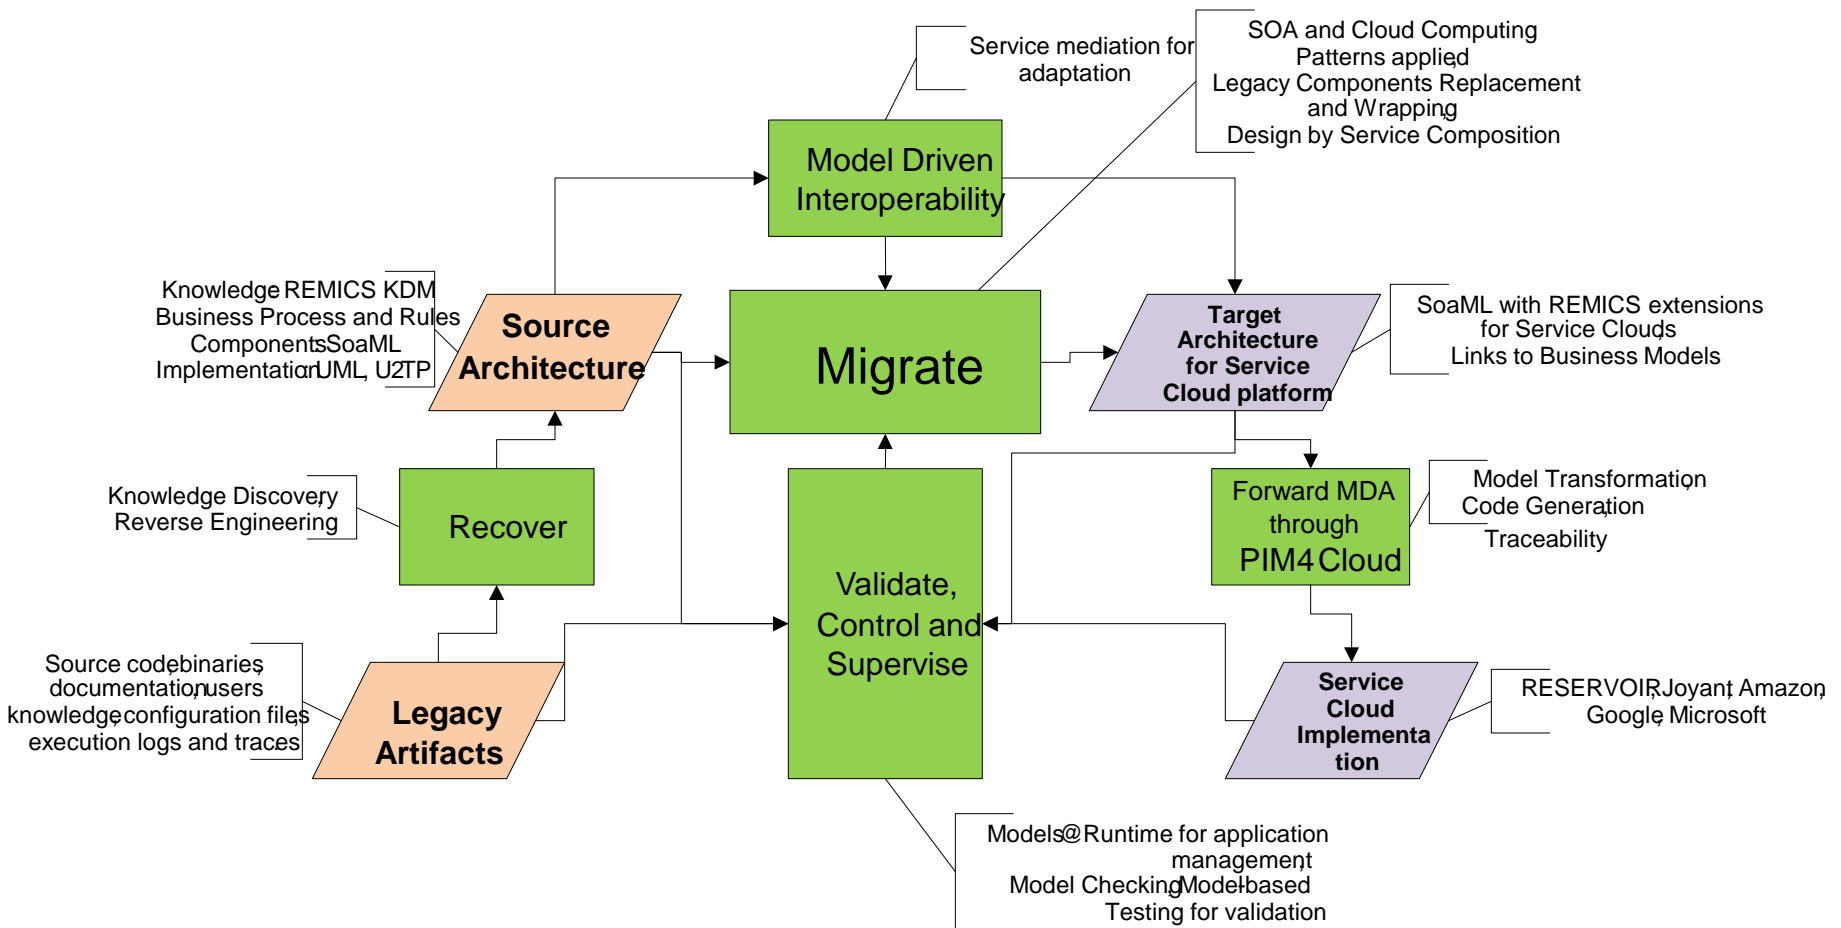 Service mediation for
adaptation
SOA and Cloud Computing
Patterns applied,
Legacy Components Replacement
and Wrapping,
Design by Service Composition
Model Driven
Interoperability
Knowledge: REMICS KDM
Business Process and Rules
Components: SoaML
Implementation: UML, U2TP
Source
Architecture
Migrate
Target
Architecture
for Service
Cloud platform
SoaML with REMICS extensions
for Service Clouds,
Links to Business Models
Knowledge Discovery,
Reverse Engineering
Recover
Validate,
Control and
Supervise
Forward MDA
through
PIM4Cloud
Model Transformation,
Code Generation,
Traceability
Source code, binaries,
documentation, users
knowledge, configuration files,
execution logs and traces.
Legacy
Artifacts
Service
Cloud
Implementa
tion
RESERVOIR, Joyant, Amazon,
Google, Microsoft
Models@Runtime for application
management,
Model Checking, Model-based
Testing for validation